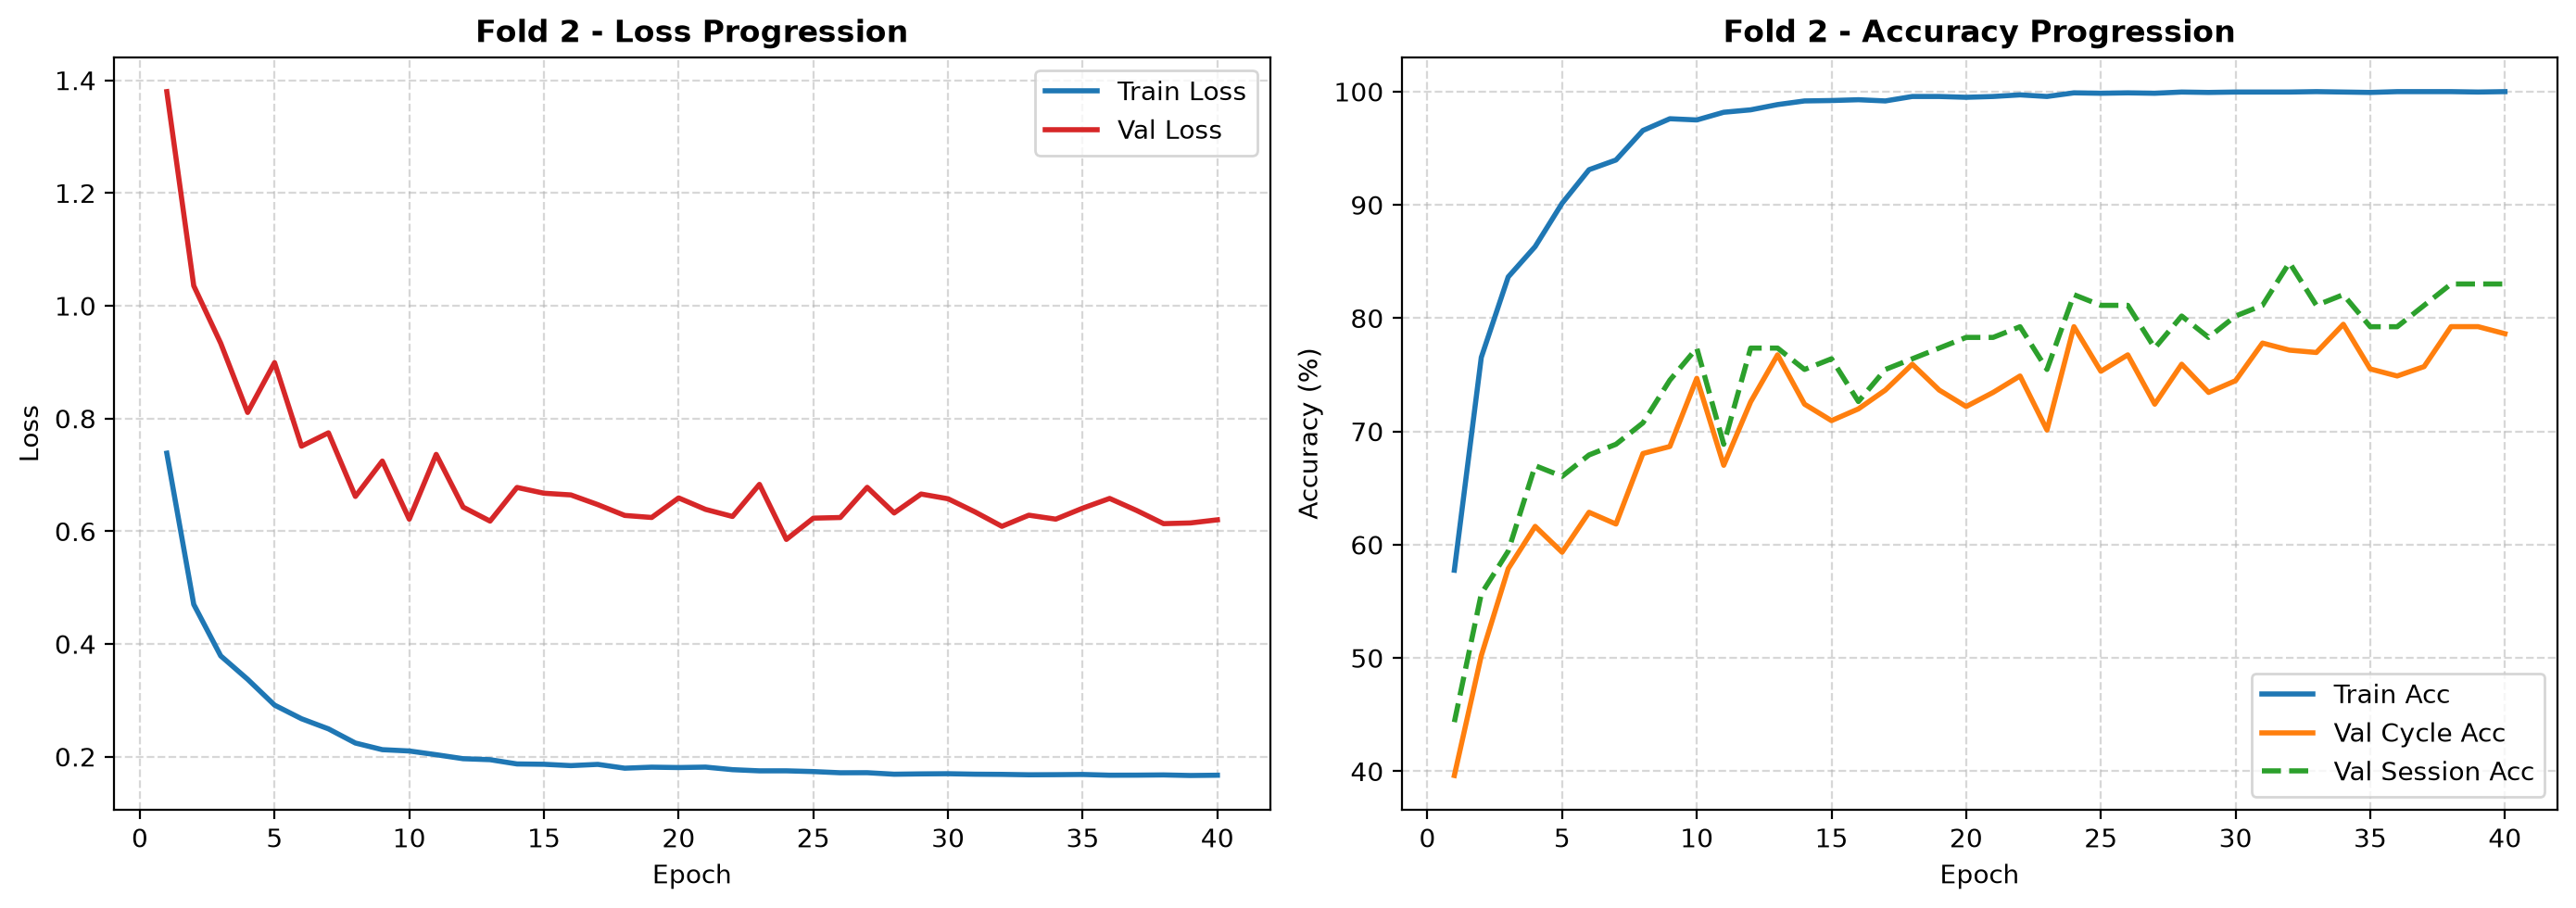 Fold 2 - Loss Progression
1.4
1.2
1.0
0.8
0.6
0.4
0.2
Loss
0 5 10 15 20 25 30 35 40
Epoch
Train Loss
Val Loss
Fold 2 - Accuracy Progression
100
90
80
70
60
50
40
Accuracy (%)
0 5 10 15 20 25 30 35 40
Epoch
Train Acc
Val Cycle Acc
Val Session Acc